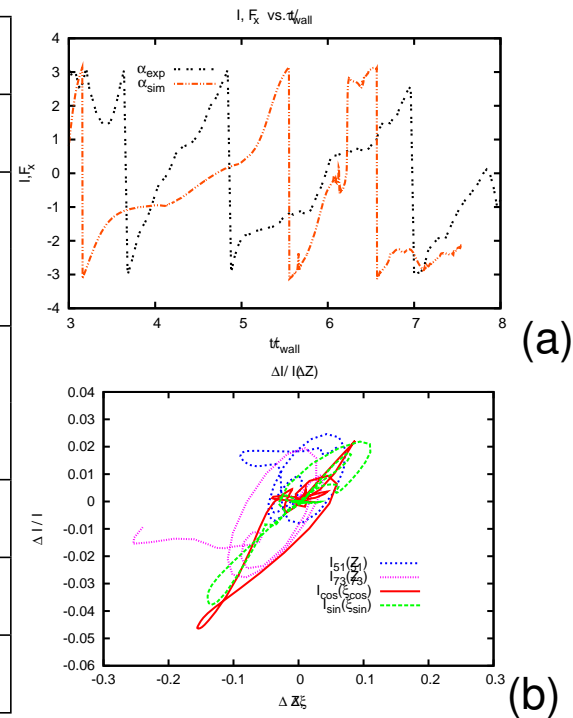 I, F_x vs. t/t_wall
4
3
2
1
0
-1
-2
-3
-4
I,F_x
α_exp
α_sim
3 4 5 6 7 8
t/t_wall
(a)
ΔI/ I(ΔZ)
0.04
0.03
0.02
0.01
0
-0.01
-0.02
-0.03
-0.04
-0.05
-0.06
Δ I / I
I_51(Z_51)
I_73(Z_73)
I_cos(ξ_cos)
I_sin(ξ_sin)
-0.3 -0.2 -0.1 0 0.1 0.2 0.3
Δ Z,ξ
(b)